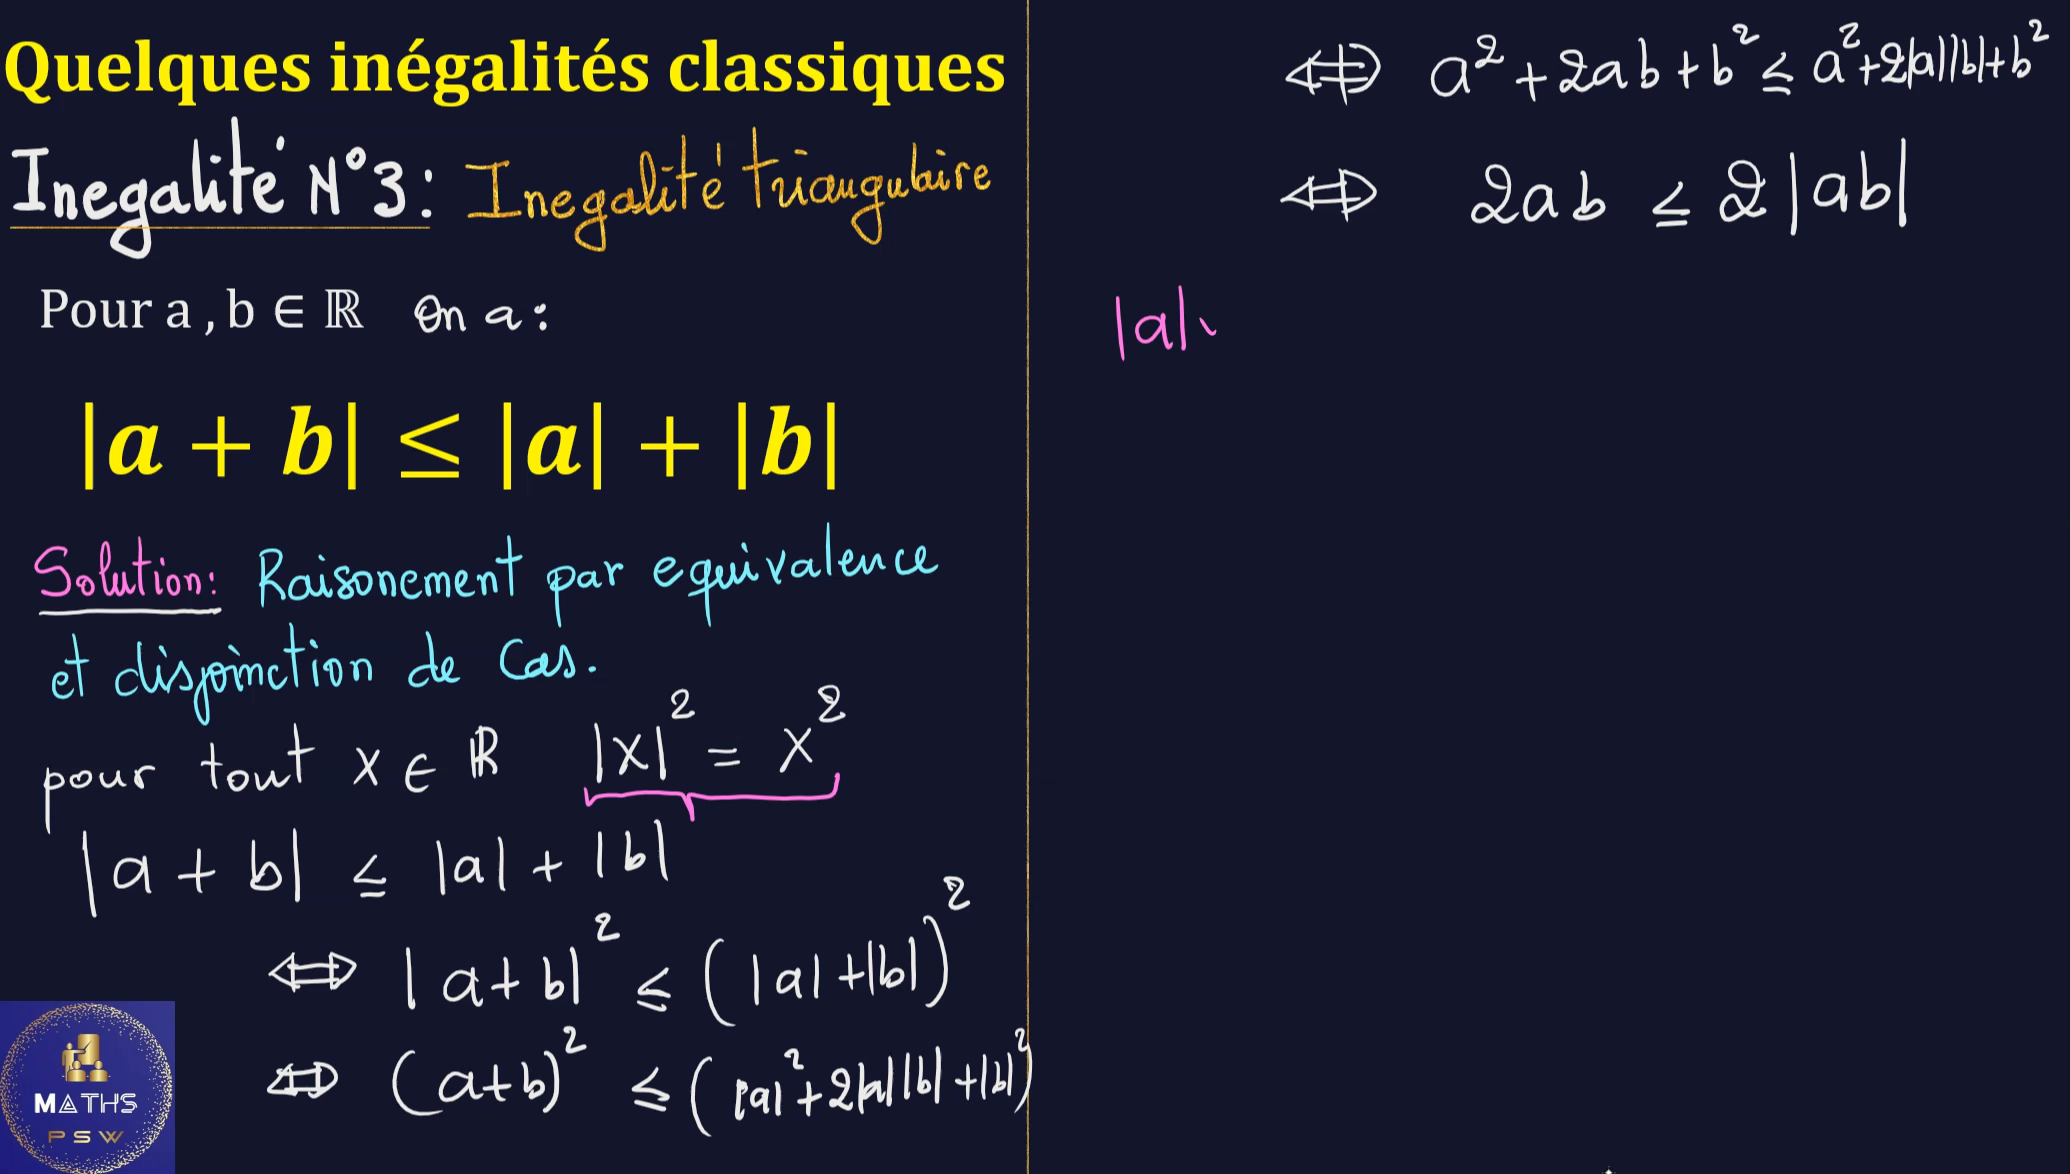 Quelques inégalités classiques
Inegalité N°3: Inegalité triangulaire
Pour a , b ∈ ℝ On a :
|a + b| ≤ |a| + |b|
Solution: Raisonement par equivalence
et disjoinction de Cas.
pour tout x ∈ ℝ |x|² = x²
|a + b| ≤ |a| + |b|
⇔ |a+b|² ≤ (|a|+|b|)²
⇔ (a+b)² ≤ (|a|²+2|a||b|+|b|²)
MATHS
PSW
⇔ a²+2ab+b² ≤ a²+2|a||b|+b²
⇔ 2ab ≤ 2|ab|
|a|